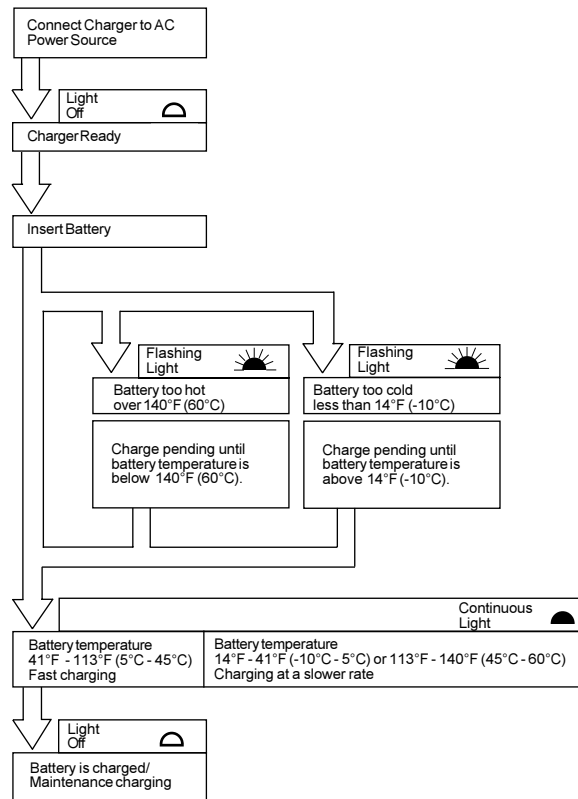 Connect Charger to AC
Power Source
Light
Off
Charger Ready
Insert Battery
Flashing
Light
Battery too hot
over 140°F (60°C)
Charge pending until
battery temperature is
below 140°F (60°C).
Flashing
Light
Battery too cold
less than 14°F (-10°C)
Charge pending until
battery temperature is
above 14°F (-10°C).
Continuous
Light
Battery temperature
41°F - 113°F (5°C - 45°C)
Fast charging
Battery temperature
14°F - 41°F (-10°C - 5°C) or 113°F - 140°F (45°C - 60°C)
Charging at a slower rate
Light
Off
Battery is charged/
Maintenance charging